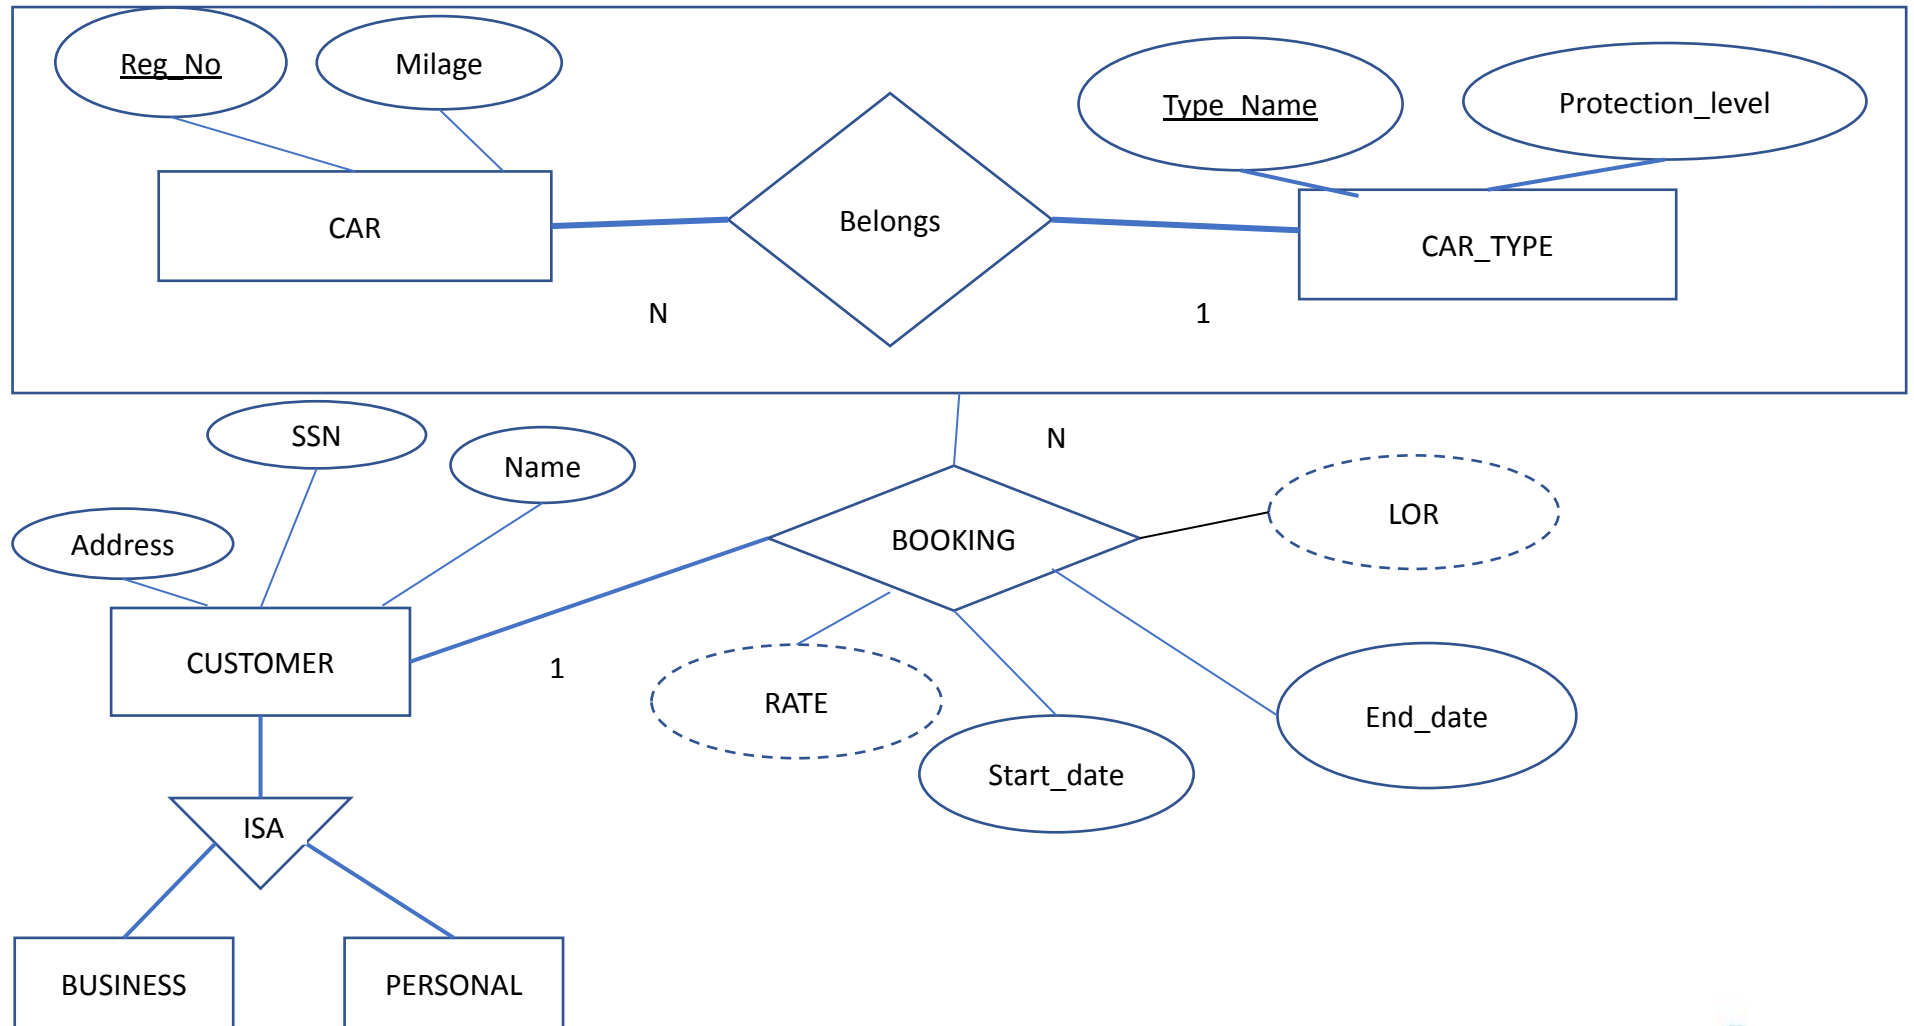 Reg_No
Milage
Type_Name
Protection_level
CAR
Belongs
CAR_TYPE
N
1
SSN
Name
N
Address
BOOKING
LOR
CUSTOMER
1
RATE
Start_date
End_date
ISA
BUSINESS
PERSONAL